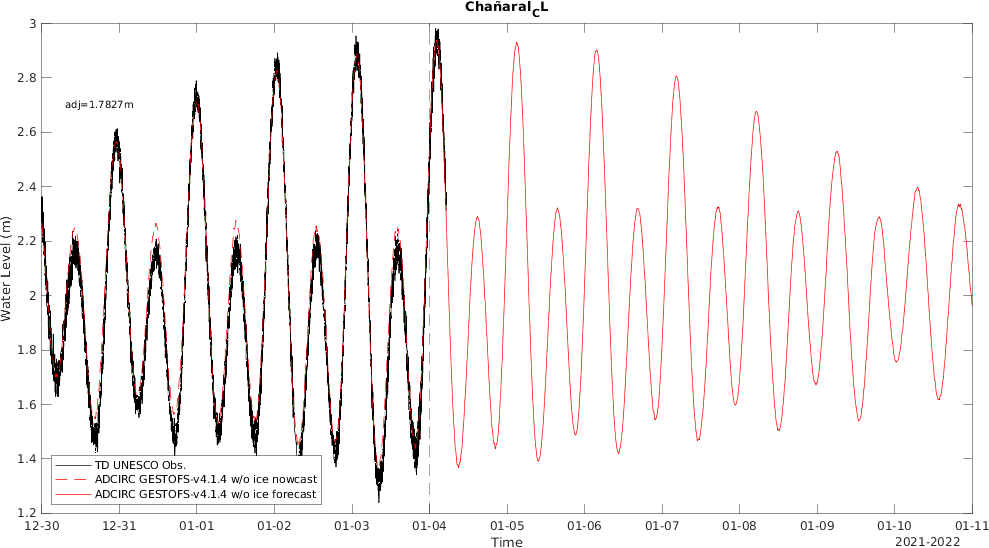 Chañaral_CL
3
2.8
2.6
2.4
2.2
2
1.8
1.6
1.4
1.2
Water Level (m)
adj=1.7827m
TD UNESCO Obs.
ADCIRC GESTOFS-v4.1.4 w/o ice nowcast
ADCIRC GESTOFS-v4.1.4 w/o ice forecast
12-30 12-31 01-01 01-02 01-03 01-04 01-05 01-06 01-07 01-08 01-09 01-10 01-11
Time
2021-2022